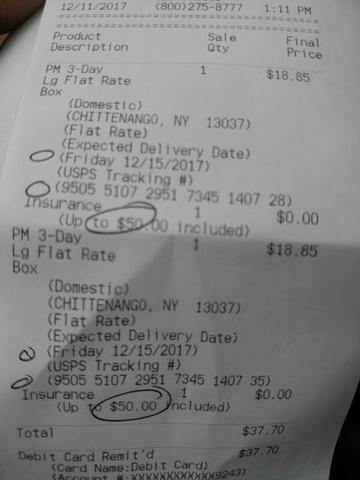 12/11/2017 (800)275-8777 1:11 PM
Product Sale Final
Description Qty Price
PM 3-Day 1 $18.85
Lg Flat Rate
Box
(Domestic)
(CHITTENANGO, NY 13037)
(Flat Rate)
(Expected Delivery Date)
(Friday 12/15/2017)
(USPS Tracking #)
(9505 5107 2951 7345 1407 28)
Insurance 1 $0.00
(Up to $50.00 included)
PM 3-Day 1 $18.85
Lg Flat Rate
Box
(Domestic)
(CHITTENANGO, NY 13037)
(Flat Rate)
(Expected Delivery Date)
(Friday 12/15/2017)
(USPS Tracking #)
(9505 5107 2951 7345 1407 35)
Insurance 1 $0.00
(Up to $50.00 included)
Total $37.70
Debit Card Remit'd $37.70
(Card Name:Debit Card)
(Account #:XXXXXXXXXXXX9243)